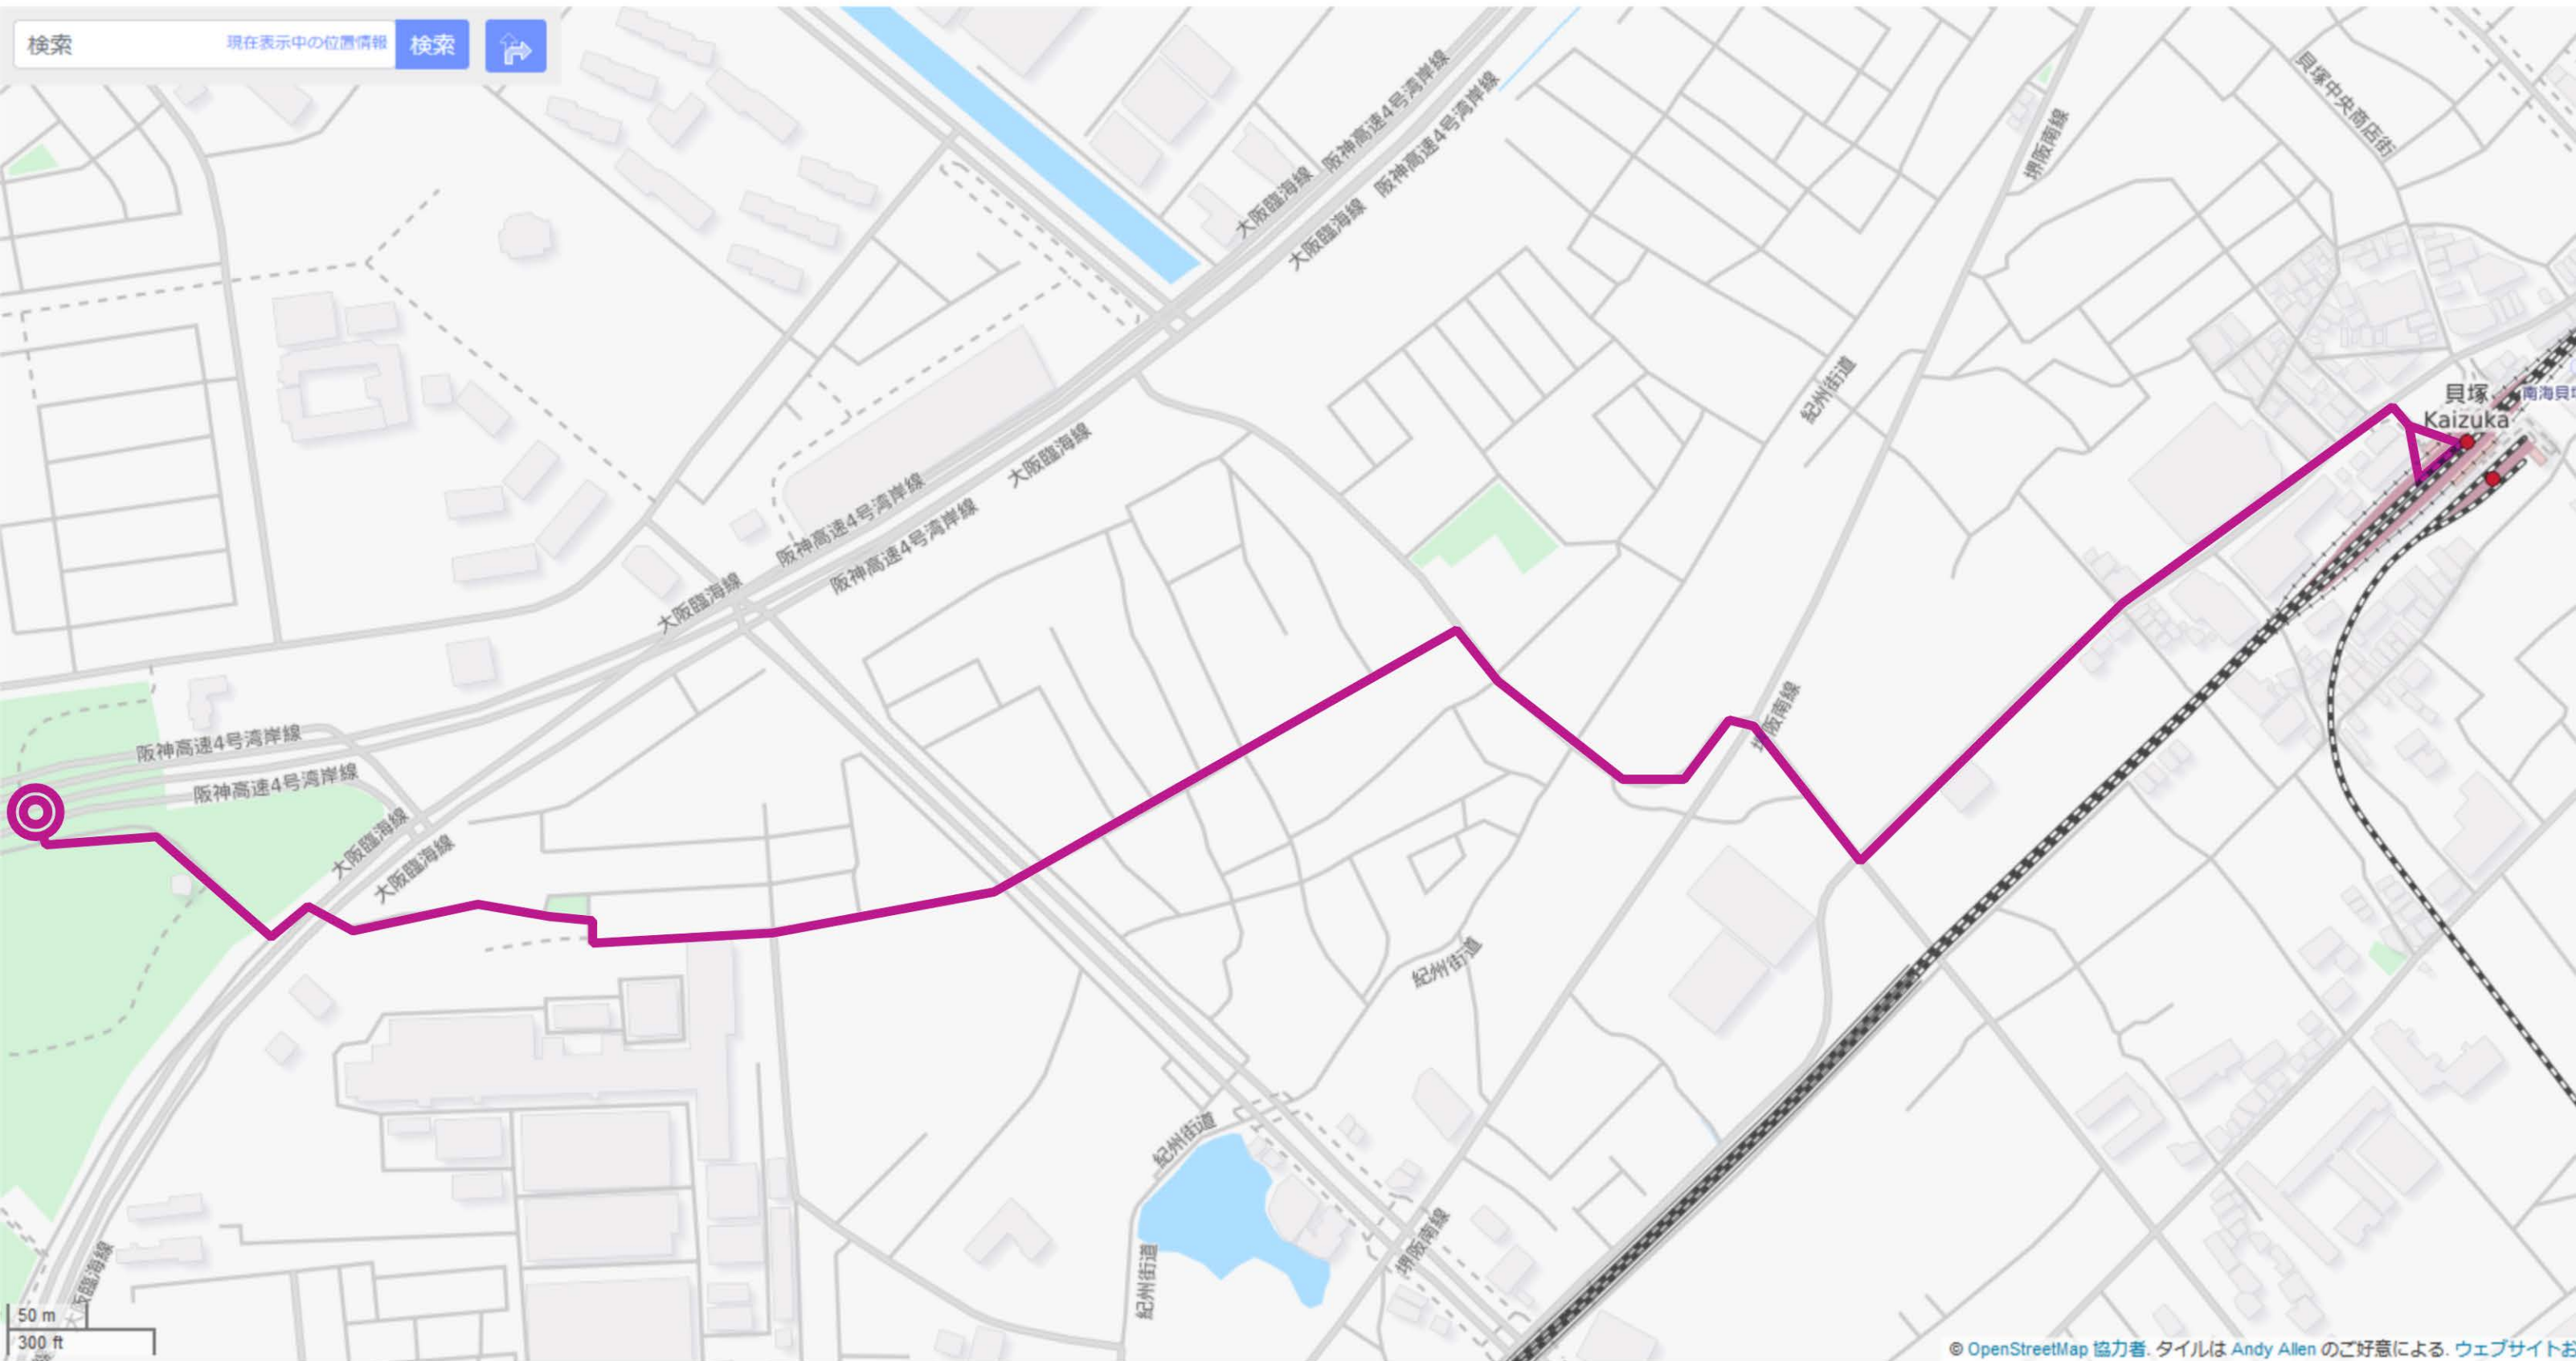 検索
現在表示中の位置情報
検索
貝塚中央商店街
阪神高速4号湾岸線
阪神高速4号湾岸線
大阪臨海線
大阪臨海線
堺阪南線
紀州街道
貝塚
Kaizuka
南海貝
大阪臨海線
阪神高速4号湾岸線
阪神高速4号湾岸線
大阪臨海線
堺阪南線
阪神高速4号湾岸線
阪神高速4号湾岸線
大阪臨海線
大阪臨海線
紀州街道
紀州街道
堺阪南線
紀州街道
阪臨海線
50 m
300 ft
© OpenStreetMap 協力者. タイルは Andy Allen のご好意による. ウェブサイト